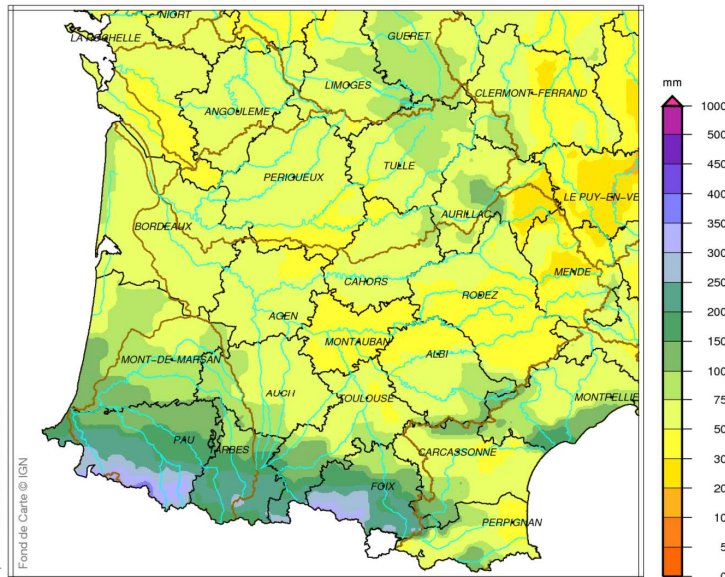 NIORT
LA ROCHELLE
GUERET
LIMOGES
CLERMONT-FERRAND
ANGOULEME
TULLE
PERIGUEUX
LE PUY-EN-VE
AURILLAC
BORDEAUX
MENDE
CAHORS
RODEZ
AGEN
MONTAUBAN
ALBI
MONT-DE-MARSAN
AUCH
TOULOUSE
MONTPELLIE
PAU
TARBES
CARCASSONNE
FOIX
PERPIGNAN
Fond de Carte © IGN
mm
1000
500
450
400
350
300
250
200
150
100
75
50
30
20
10
5
0